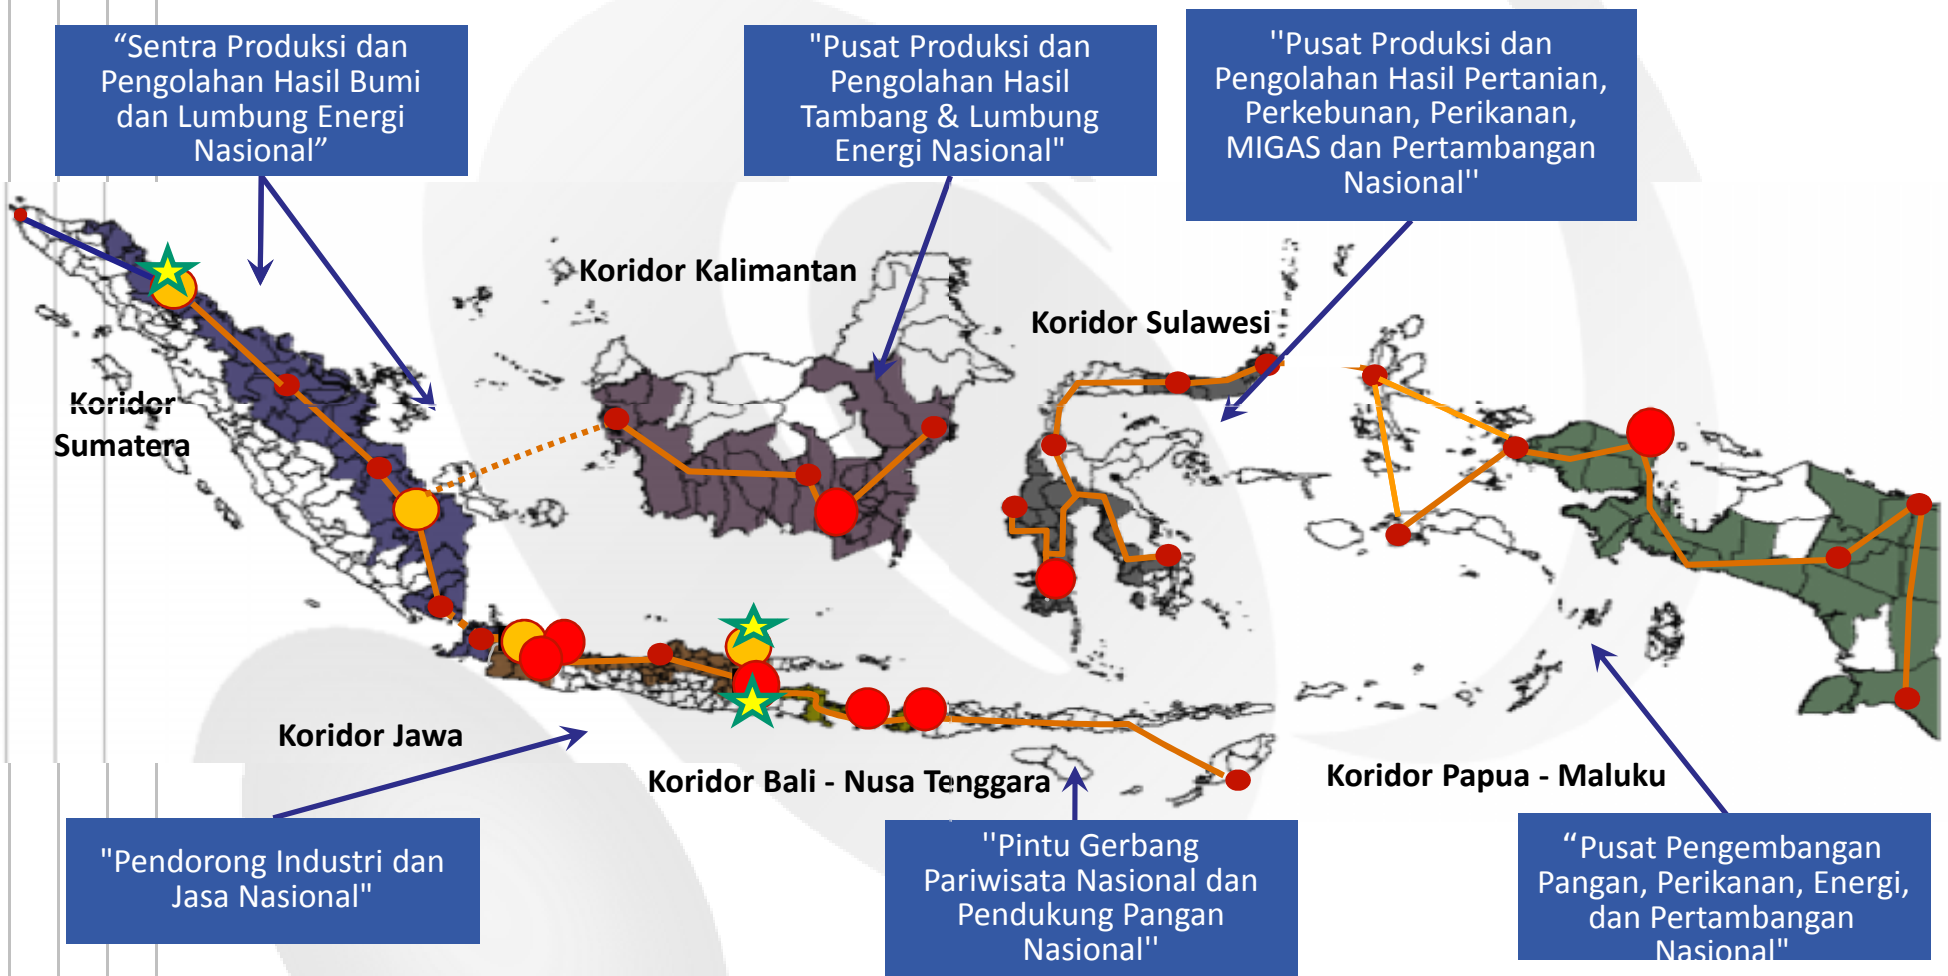 “Sentra Produksi dan
Pengolahan Hasil Bumi
dan Lumbung Energi
Nasional”
"Pusat Produksi dan
Pengolahan Hasil
Tambang & Lumbung
Energi Nasional"
''Pusat Produksi dan
Pengolahan Hasil Pertanian,
Perkebunan, Perikanan,
MIGAS dan Pertambangan
Nasional''
Koridor Kalimantan
Koridor Sulawesi
Koridor
Sumatera
Koridor Jawa
Koridor Bali - Nusa Tenggara
Koridor Papua - Maluku
"Pendorong Industri dan
Jasa Nasional"
''Pintu Gerbang
Pariwisata Nasional dan
Pendukung Pangan
Nasional''
“Pusat Pengembangan
Pangan, Perikanan, Energi,
dan Pertambangan
Nasional"